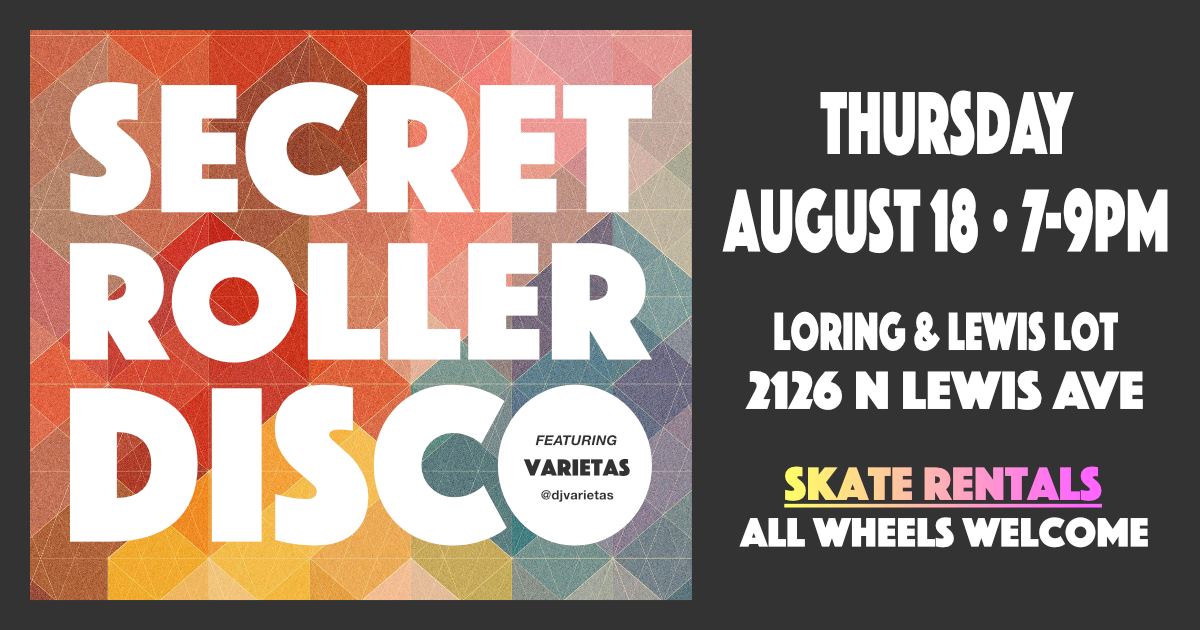 SECRET
ROLLER
DISCO
FEATURING
VARIETAS
@djvarietas
THURSDAY
AUGUST 18 • 7-9PM
LORING & LEWIS LOT
2126 N LEWIS AVE
SKATE RENTALS
ALL WHEELS WELCOME